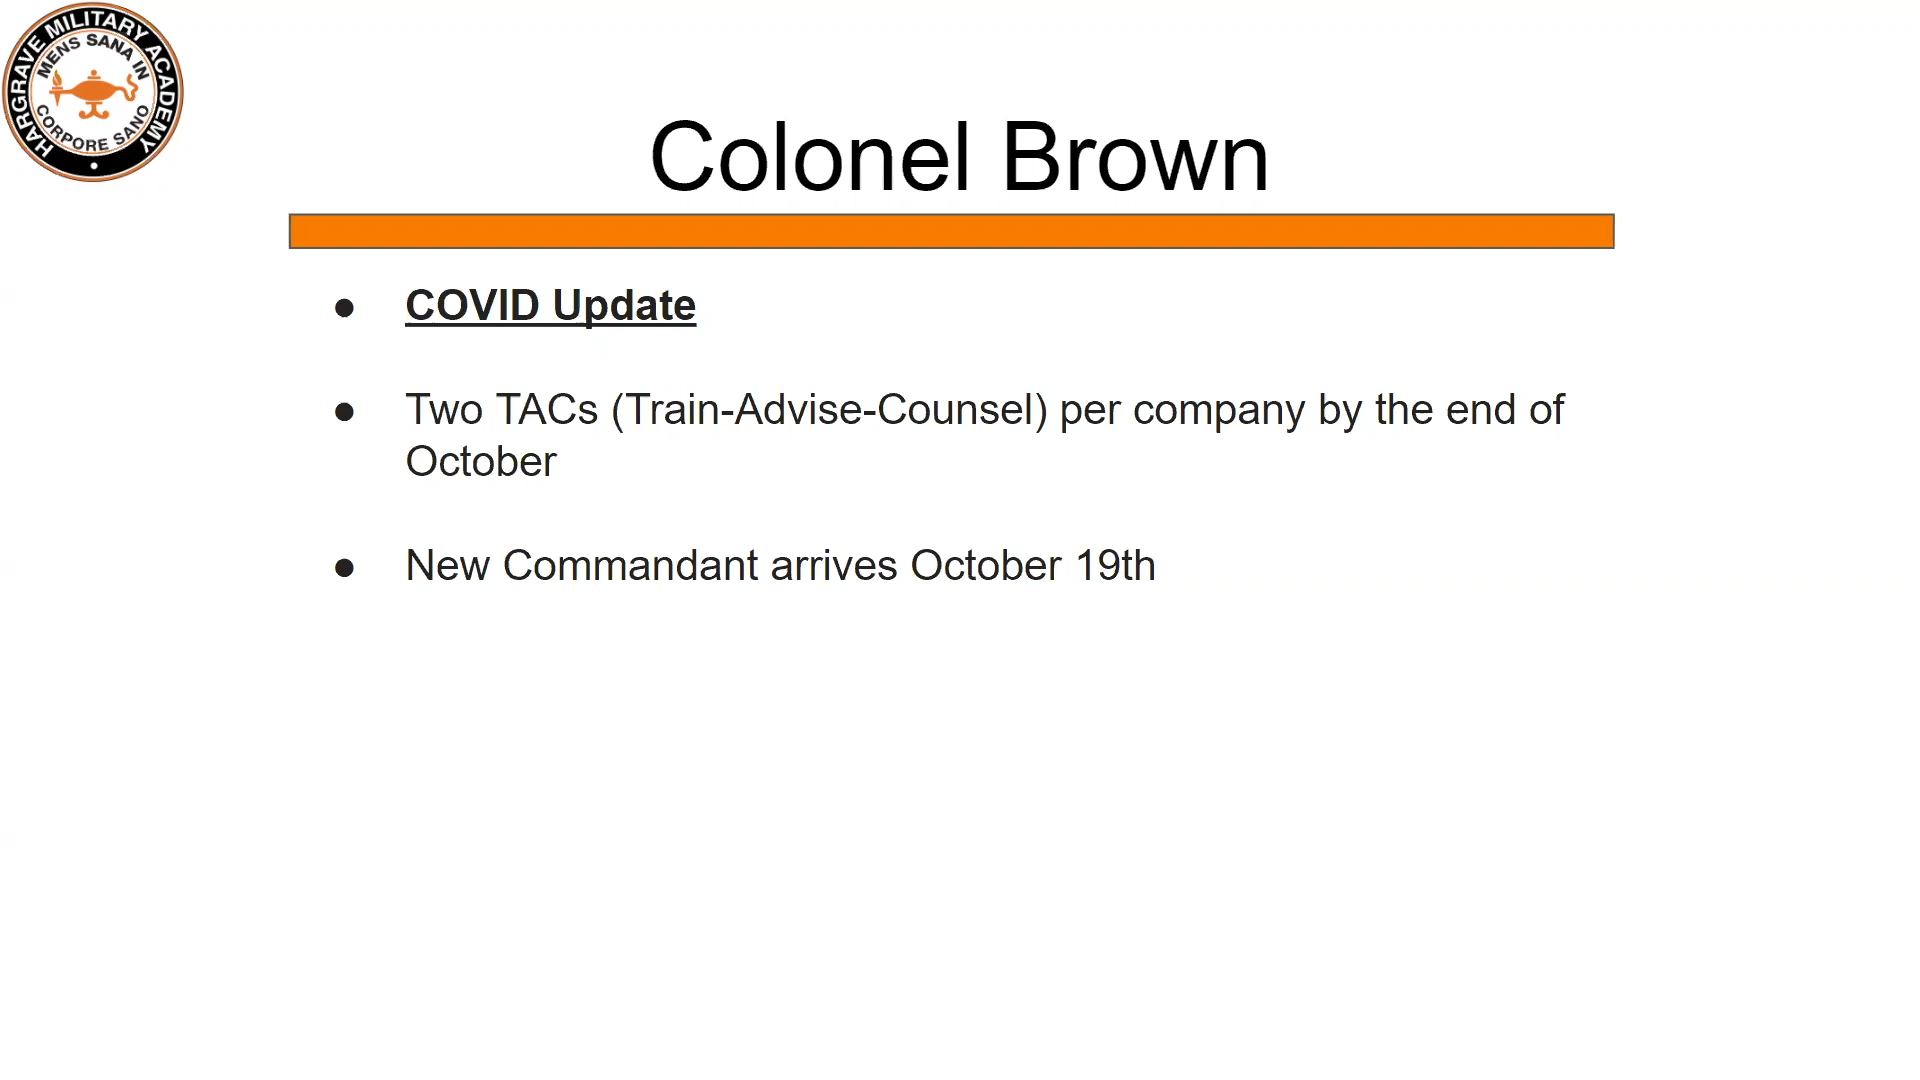 HARGRAVE MILITARY ACADEMY
MENS SANA IN
CORPORE SANO
Colonel Brown
● COVID Update
● Two TACs (Train-Advise-Counsel) per company by the end of
October
● New Commandant arrives October 19th